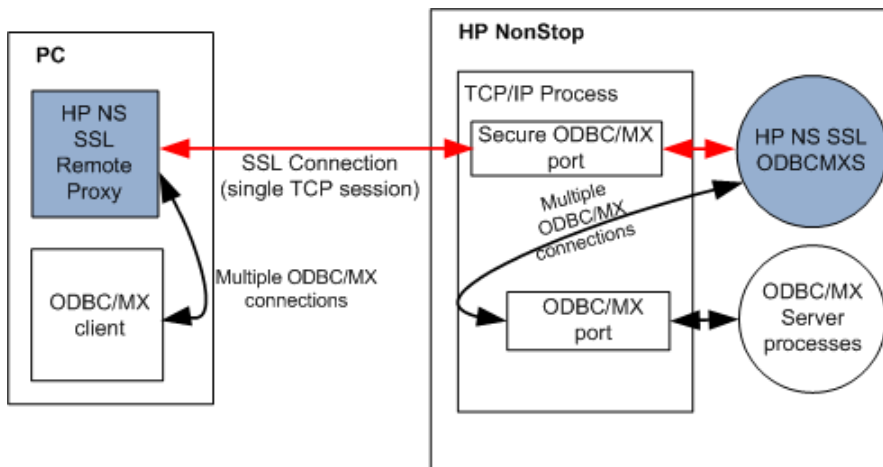 PC
HP NS
SSL
Remote
Proxy
ODBC/MX
client
SSL Connection
(single TCP session)
Multiple ODBC/MX
connections
HP NonStop
TCP/IP Process
Secure ODBC/MX
port
Multiple
ODBC/MX
connections
ODBC/MX
port
HP NS SSL
ODBCMXS
ODBC/MX
Server
processes